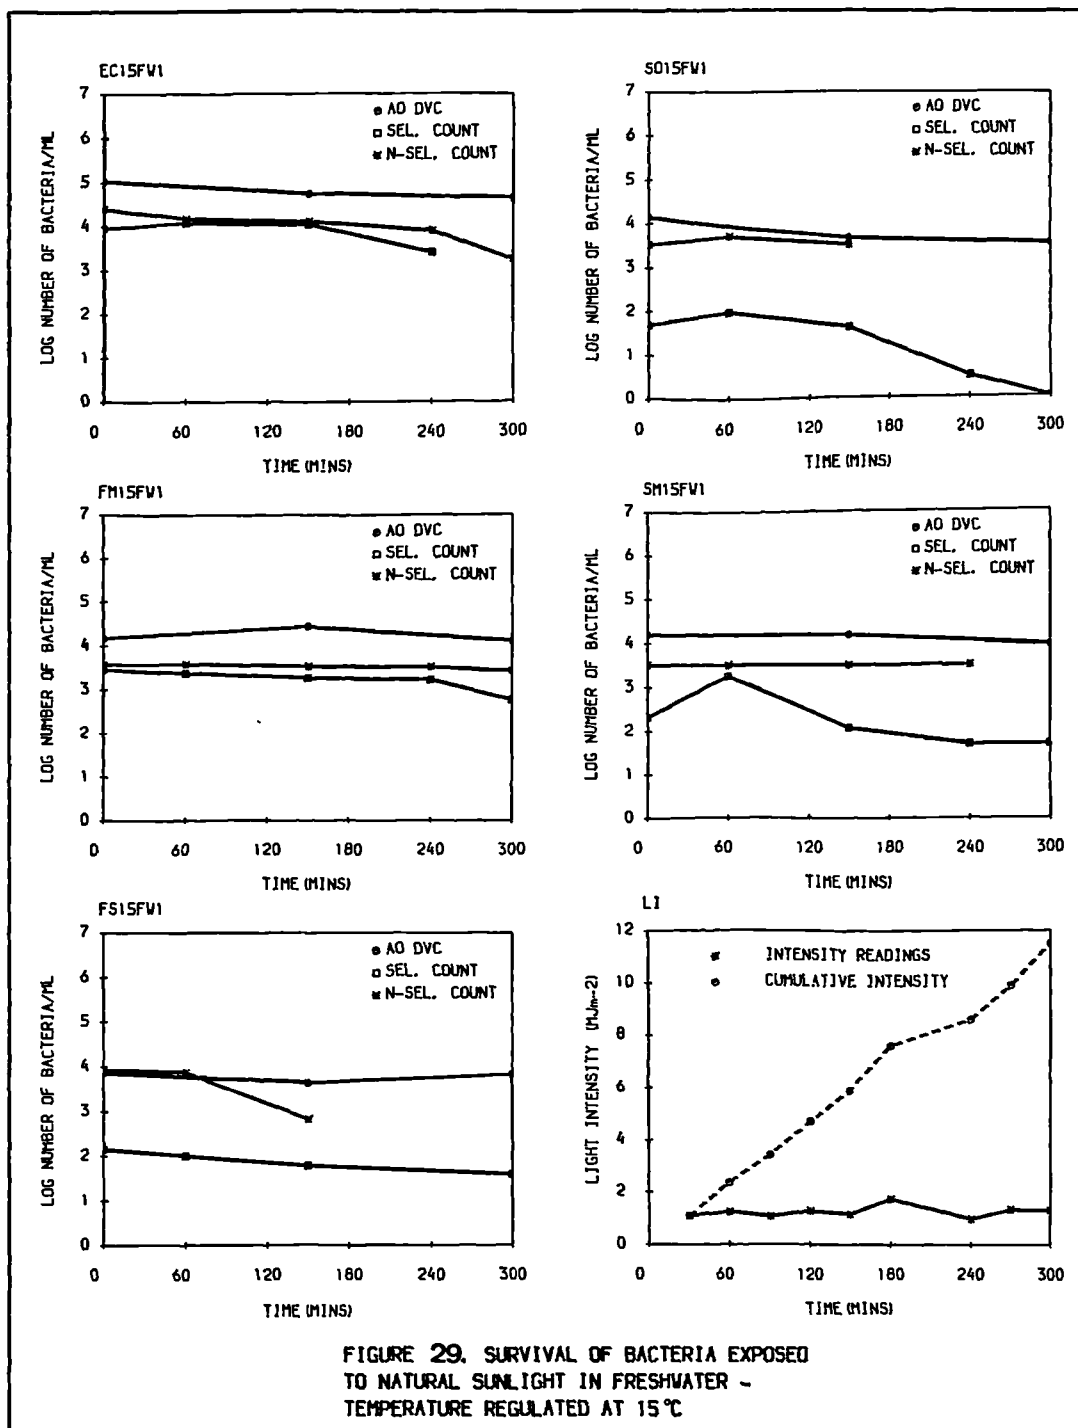 EC15FW1
7
6
5
4
3
2
1
0
AO DVC
SEL. COUNT
N-SEL. COUNT
LOG NUMBER OF BACTERIA/ML
0 60 120 180 240 300
TIME (MINS)
SO15FW1
7
6
5
4
3
2
1
0
AO DVC
SEL. COUNT
N-SEL. COUNT
LOG NUMBER OF BACTERIA/ML
0 60 120 180 240 300
TIME (MINS)
FM15FW1
7
6
5
4
3
2
1
0
AO DVC
SEL. COUNT
N-SEL. COUNT
LOG NUMBER OF BACTERIA/ML
0 60 120 180 240 300
TIME (MINS)
SM15FW1
7
6
5
4
3
2
1
0
AO DVC
SEL. COUNT
N-SEL. COUNT
LOG NUMBER OF BACTERIA/ML
0 60 120 180 240 300
TIME (MINS)
FS15FW1
7
6
5
4
3
2
1
0
AO DVC
SEL. COUNT
N-SEL. COUNT
LOG NUMBER OF BACTERIA/ML
0 60 120 180 240 300
TIME (MINS)
LI
12
10
8
6
4
2
0
INTENSITY READINGS
CUMULATIVE INTENSITY
LIGHT INTENSITY (MJm-2)
0 60 120 180 240 300
TIME (MINS)
FIGURE 29. SURVIVAL OF BACTERIA EXPOSED
TO NATURAL SUNLIGHT IN FRESHWATER -
TEMPERATURE REGULATED AT 15°C